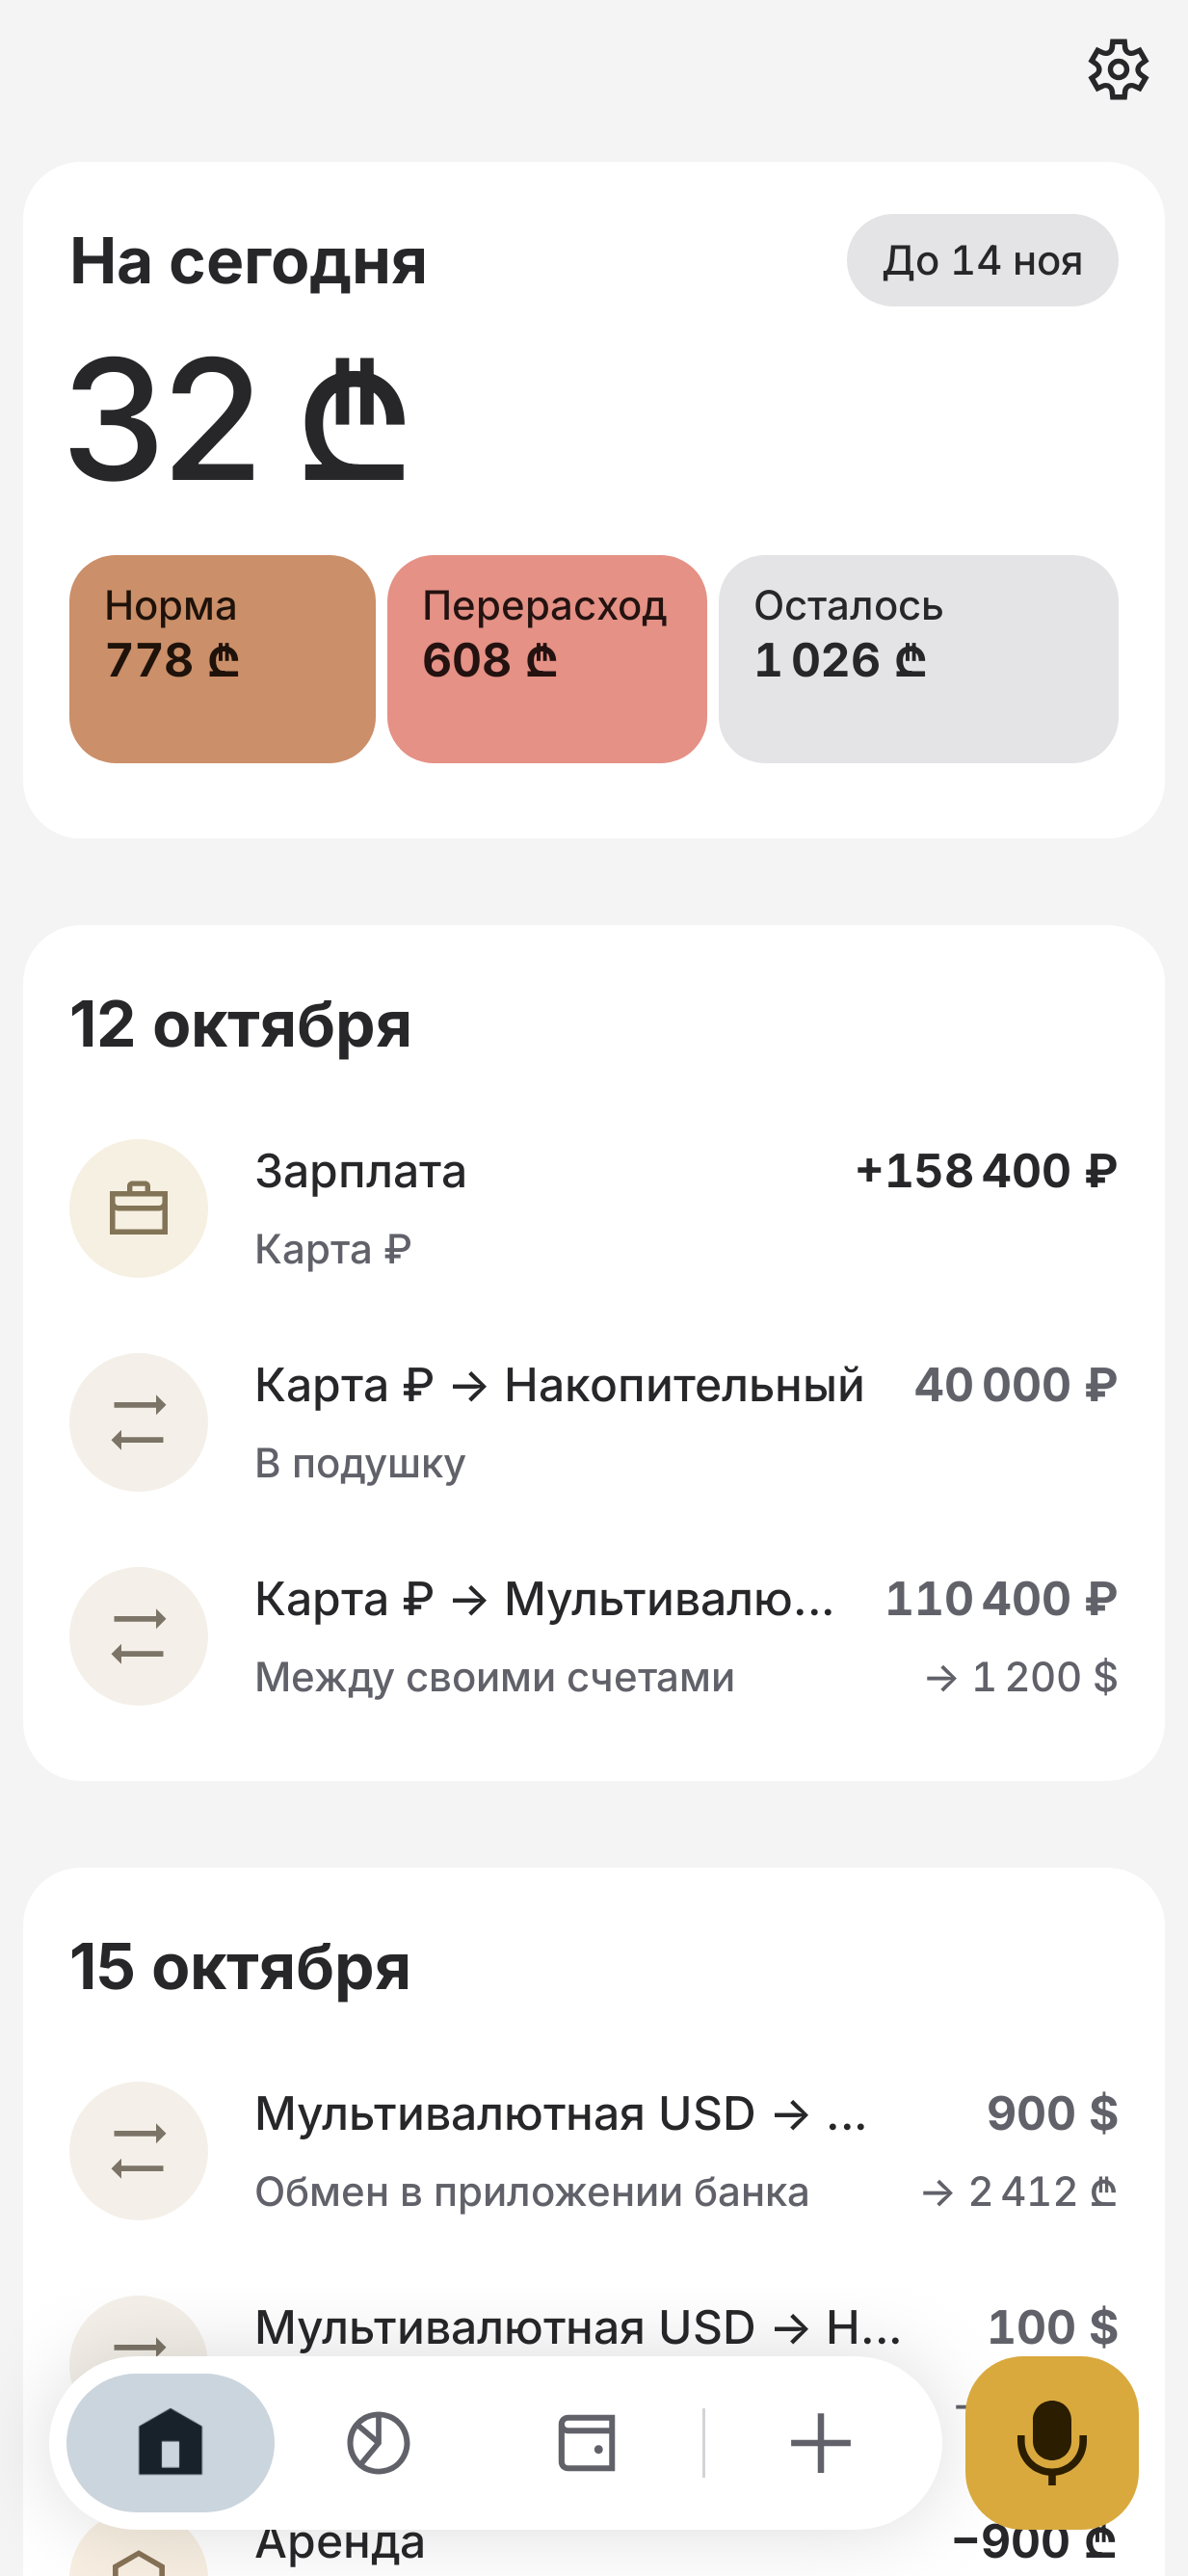 На сегодня
До 14 ноя
32 ₾
Норма
778 ₾
Перерасход
608 ₾
Осталось
1 026 ₾
12 октября
Зарплата
+158 400 ₽
Карта ₽
Карта ₽ → Накопительный
40 000 ₽
В подушку
Карта ₽ → Мультивалю...
110 400 ₽
Между своими счетами
→ 1 200 $
15 октября
Мультивалютная USD → ...
900 $
Обмен в приложении банка
→ 2 412 ₾
Мультивалютная USD → Н...
100 $
Аренда
−900 ₾